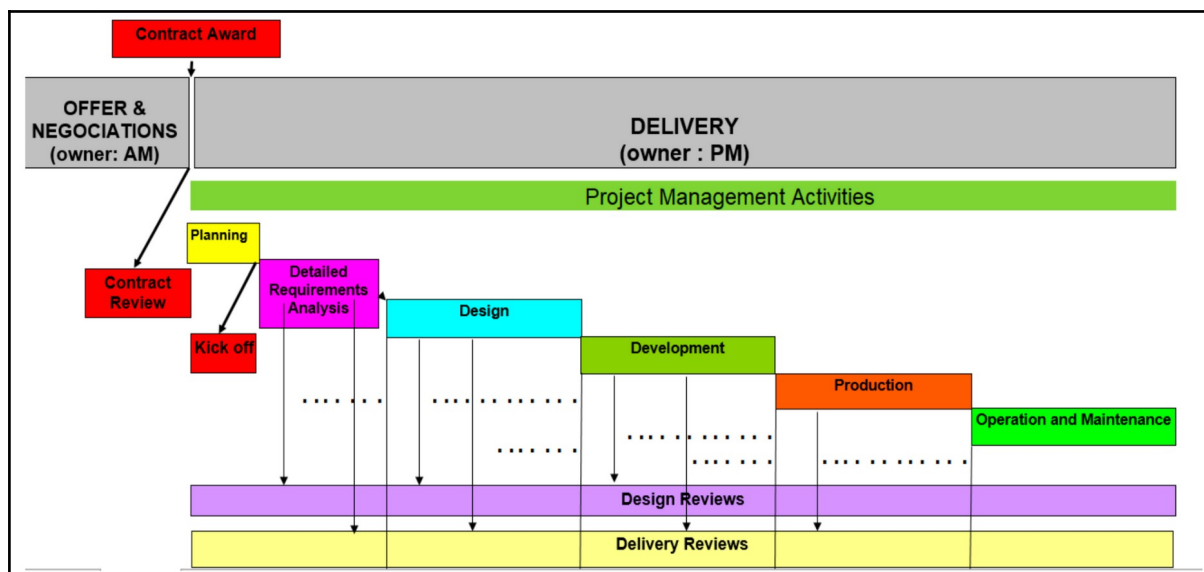 Contract Award
OFFER &
NEGOCIATIONS
(owner: AM)
DELIVERY
(owner : PM)
Project Management Activities
Planning
Contract
Review
Detailed
Requirements
Analysis
Kick off
Design
Development
Production
Operation and Maintenance
Design Reviews
Delivery Reviews